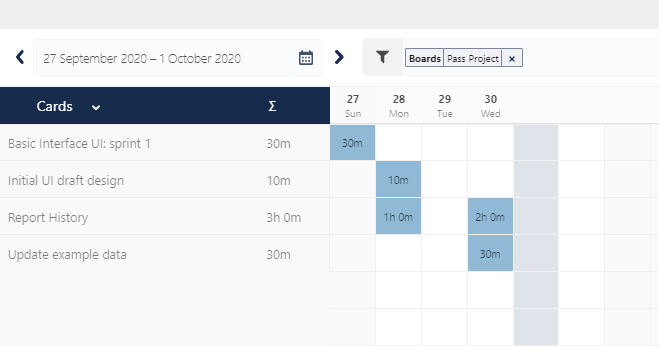 27 September 2020 – 1 October 2020
Boards Pass Project ×
Cards Σ
27 28 29 30
Sun Mon Tue Wed
Basic Interface UI: sprint 1 30m 30m
Initial UI draft design 10m 10m
Report History 3h 0m 1h 0m 2h 0m
Update example data 30m 30m